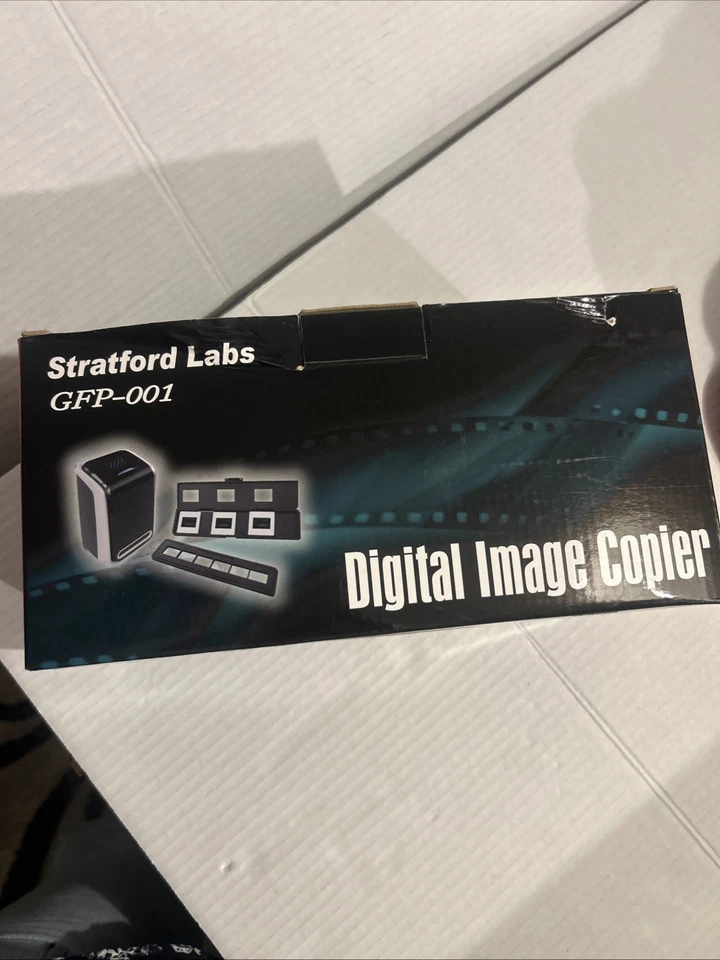 Stratford Labs
GFP-001
Digital Image Copier